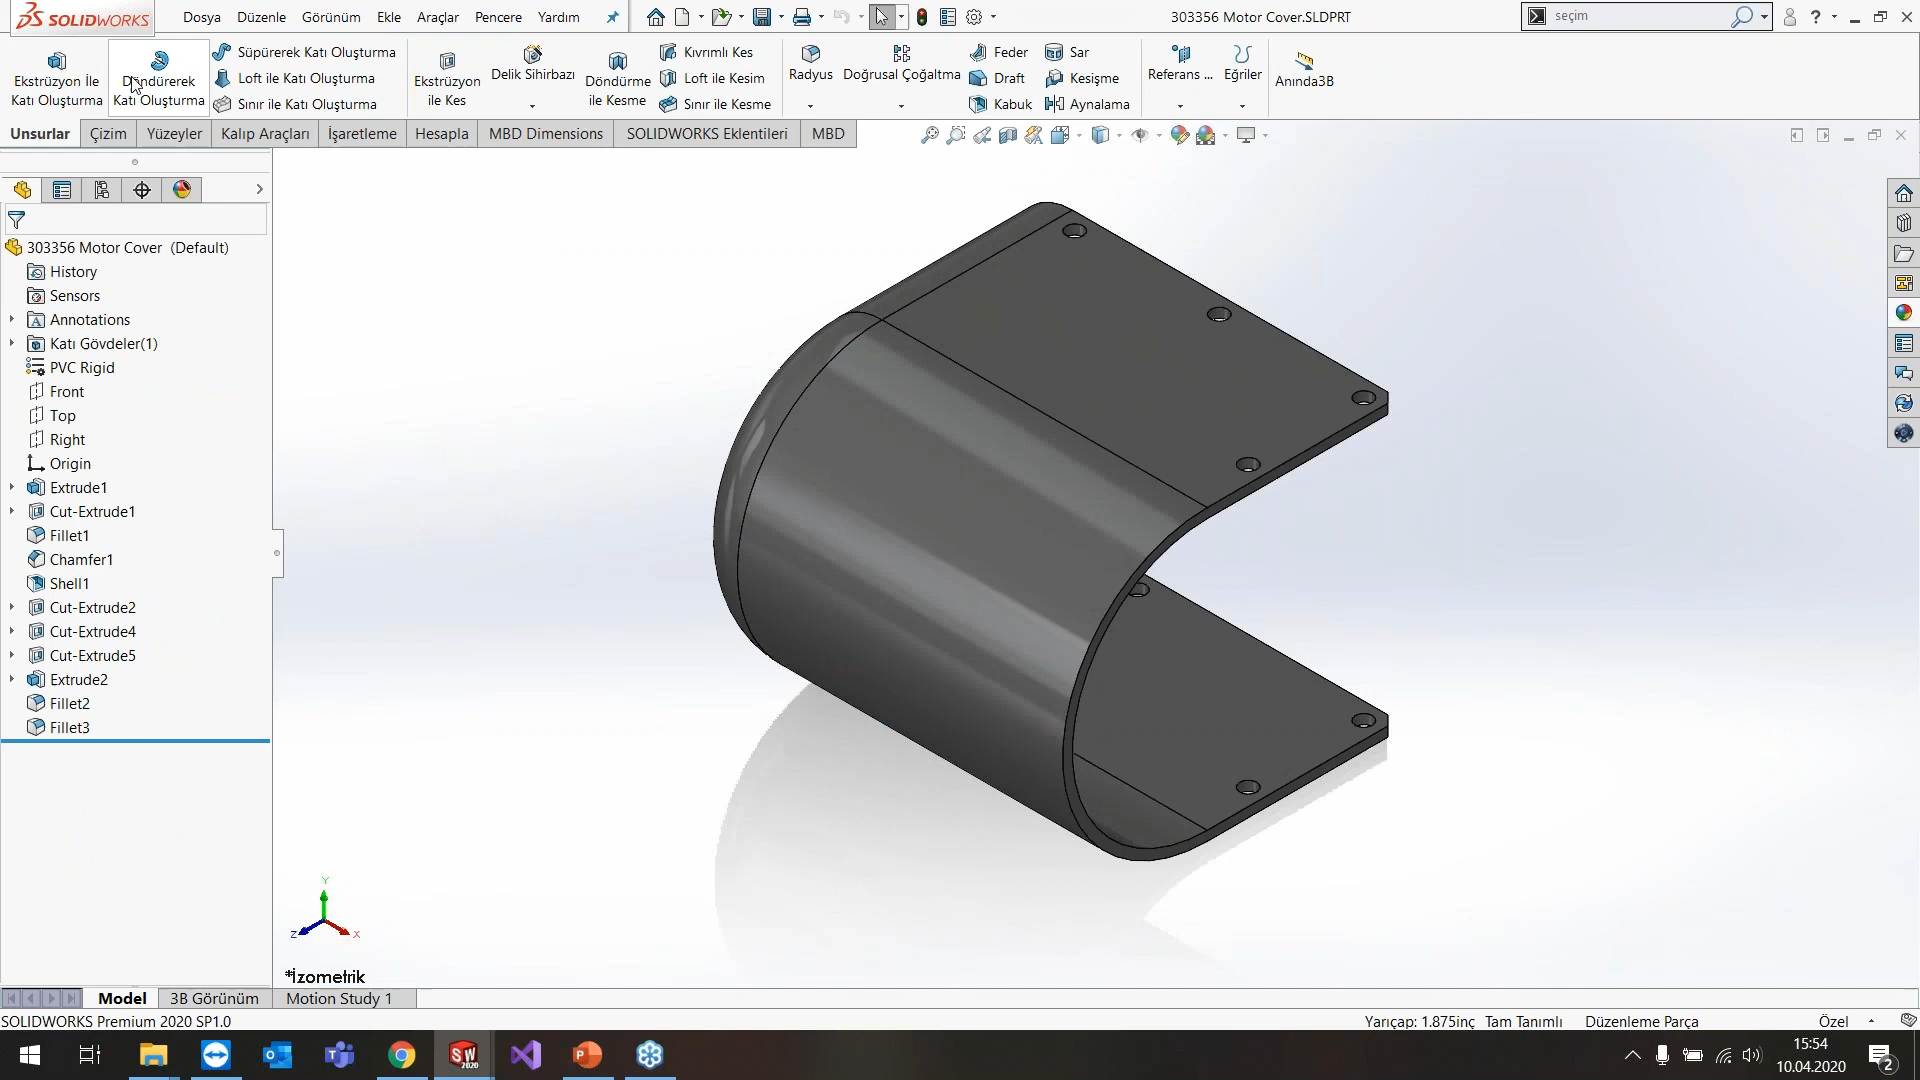 SOLIDWORKS
Dosya Düzenle Görünüm Ekle Araçlar Pencere Yardım
303356 Motor Cover.SLDPRT
seçim
Ekstrüzyon İle
Katı Oluşturma
Döndürerek
Katı Oluşturma
Süpürerek Katı Oluşturma
Loft ile Katı Oluşturma
Sınır ile Katı Oluşturma
Ekstrüzyon
ile Kes
Delik Sihirbazı
Döndürme
ile Kesme
Kıvrımlı Kes
Loft ile Kesim
Sınır ile Kesme
Radyus
Doğrusal Çoğaltma
Feder
Draft
Kabuk
Sar
Kesişme
Aynalama
Referans ...
Eğriler
Anında3B
Unsurlar Çizim Yüzeyler Kalıp Araçları İşaretleme Hesapla MBD Dimensions SOLIDWORKS Eklentileri MBD
303356 Motor Cover (Default)
History
Sensors
Annotations
Katı Gövdeler(1)
PVC Rigid
Front
Top
Right
Origin
Extrude1
Cut-Extrude1
Fillet1
Chamfer1
Shell1
Cut-Extrude2
Cut-Extrude4
Cut-Extrude5
Extrude2
Fillet2
Fillet3
Y
Z
X
*İzometrik
Model 3B Görünüm Motion Study 1
SOLIDWORKS Premium 2020 SP1.0
Yarıçap: 1.875inç Tam Tanımlı Düzenleme Parça Özel
SW
2020
15:54
10.04.2020
2